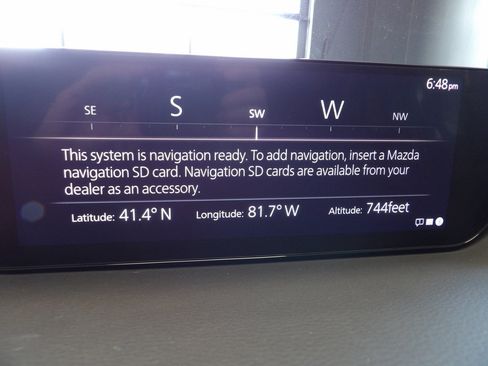 6:48pm
SE S SW W NW
This system is navigation ready. To add navigation, insert a Mazda
navigation SD card. Navigation SD cards are available from your
dealer as an accessory.
Latitude: 41.4° N Longitude: 81.7° W Altitude: 744feet